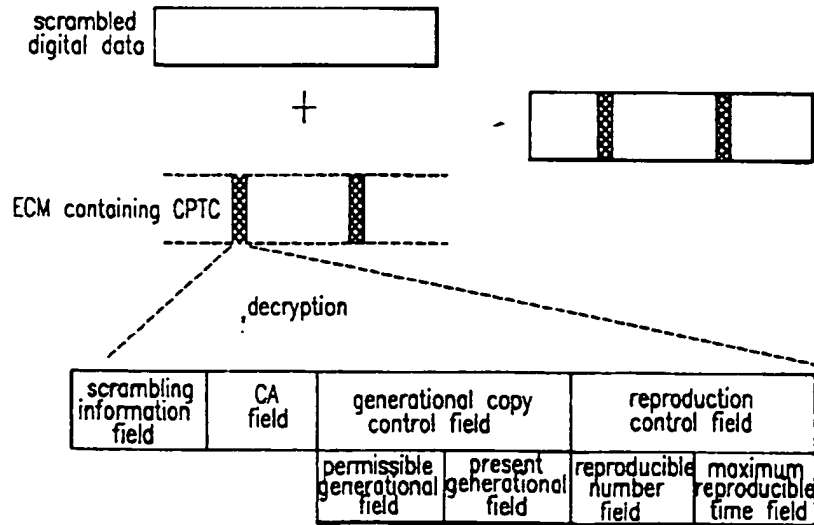 scrambled
digital data
+
ECM containing CPTC
decryption
scrambling
information
field
CA
field
generational copy
control field
reproduction
control field
permissible
generational field
present
generational field
reproducible
number
field
maximum
reproducible
time field